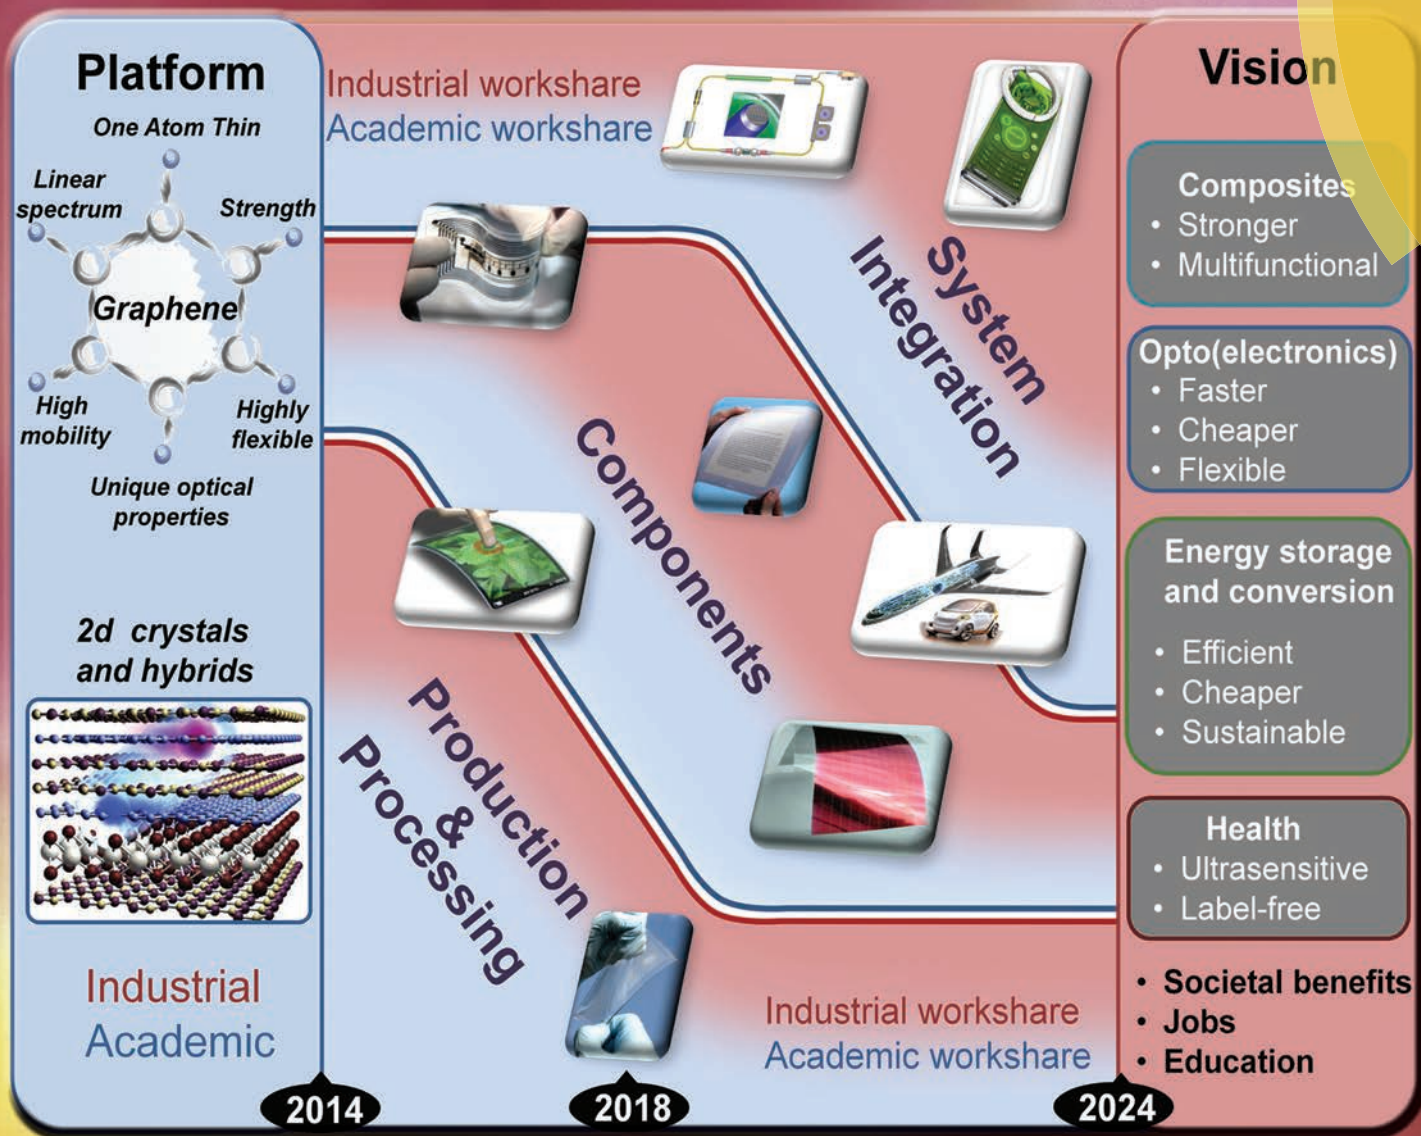 Platform
One Atom Thin
Linear
spectrum
Strength
Graphene
High
mobility
Highly
flexible
Unique optical
properties
2d crystals
and hybrids
Industrial
Academic
Industrial workshare
Academic workshare
System
Integration
Components
Production
&
Processing
Industrial workshare
Academic workshare
2014
2018
2024
Vision
Composites
• Stronger
• Multifunctional
Opto(electronics)
• Faster
• Cheaper
• Flexible
Energy storage
and conversion
• Efficient
• Cheaper
• Sustainable
Health
• Ultrasensitive
• Label-free
• Societal benefits
• Jobs
• Education